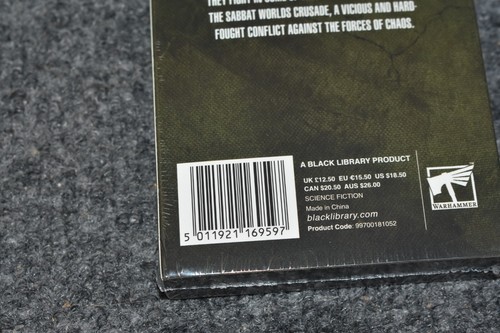 THE SABBAT WORLDS CRUSADE, A VICIOUS AND HARD-
FOUGHT CONFLICT AGAINST THE FORCES OF CHAOS.
A BLACK LIBRARY PRODUCT
UK £12.50 EU €15.50 US $18.50
CAN $20.50 AUS $26.00
SCIENCE FICTION
Made in China
blacklibrary.com
Product Code: 99700181052
5 011921 169597
WARHAMMER